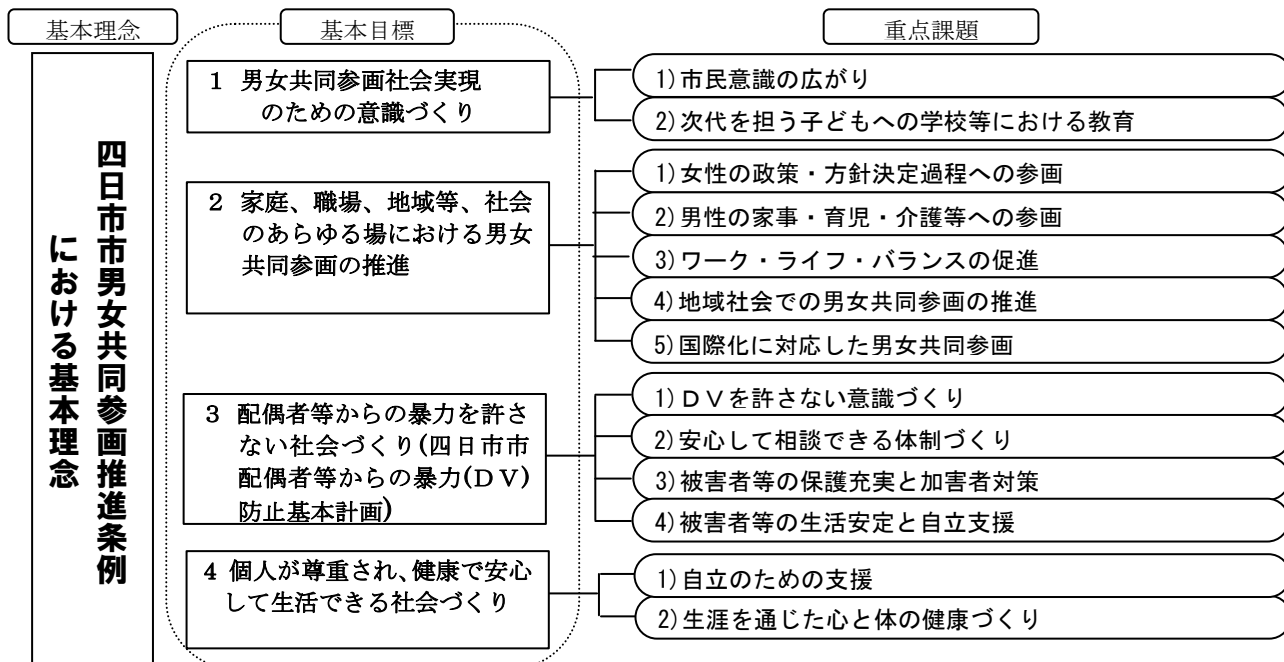 基本理念
基本目標
重点課題
四日市市男女共同参画推進条例
における基本理念
1 男女共同参画社会実現
のための意識づくり
1)市民意識の広がり
2)次代を担う子どもへの学校等における教育
2 家庭、職場、地域等、社会
のあらゆる場における男女
共同参画の推進
1)女性の政策・方針決定過程への参画
2)男性の家事・育児・介護等への参画
3)ワーク・ライフ・バランスの促進
4)地域社会での男女共同参画の推進
5)国際化に対応した男女共同参画
3 配偶者等からの暴力を許さ
ない社会づくり(四日市市
配偶者等からの暴力(DV)
防止基本計画)
1)DVを許さない意識づくり
2)安心して相談できる体制づくり
3)被害者等の保護充実と加害者対策
4)被害者等の生活安定と自立支援
4 個人が尊重され、健康で安心
して生活できる社会づくり
1)自立のための支援
2)生涯を通じた心と体の健康づくり